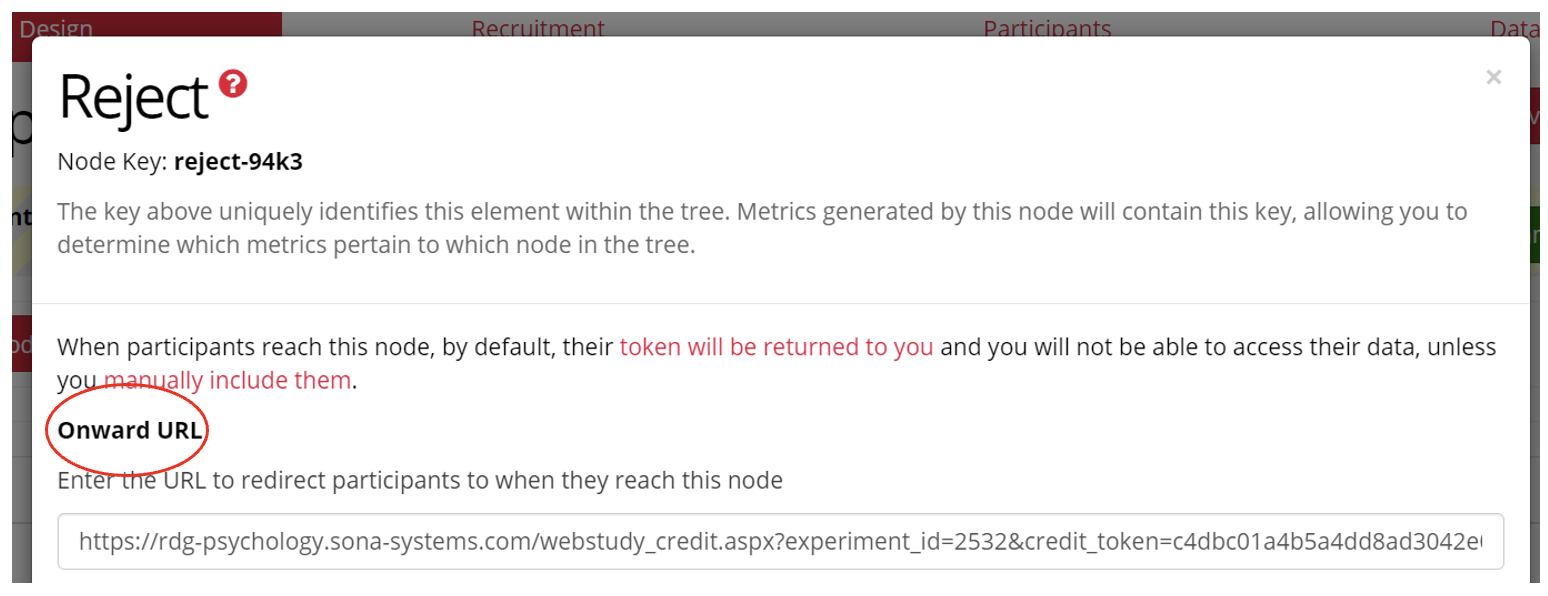 Design Recruitment Participants Data
Reject ?
×
Node Key: reject-94k3
The key above uniquely identifies this element within the tree. Metrics generated by this node will contain this key, allowing you to
determine which metrics pertain to which node in the tree.
When participants reach this node, by default, their token will be returned to you and you will not be able to access their data, unless
you manually include them.
Onward URL
Enter the URL to redirect participants to when they reach this node
https://rdg-psychology.sona-systems.com/webstudy_credit.aspx?experiment_id=2532&credit_token=c4dbc01a4b5a4dd8ad3042e